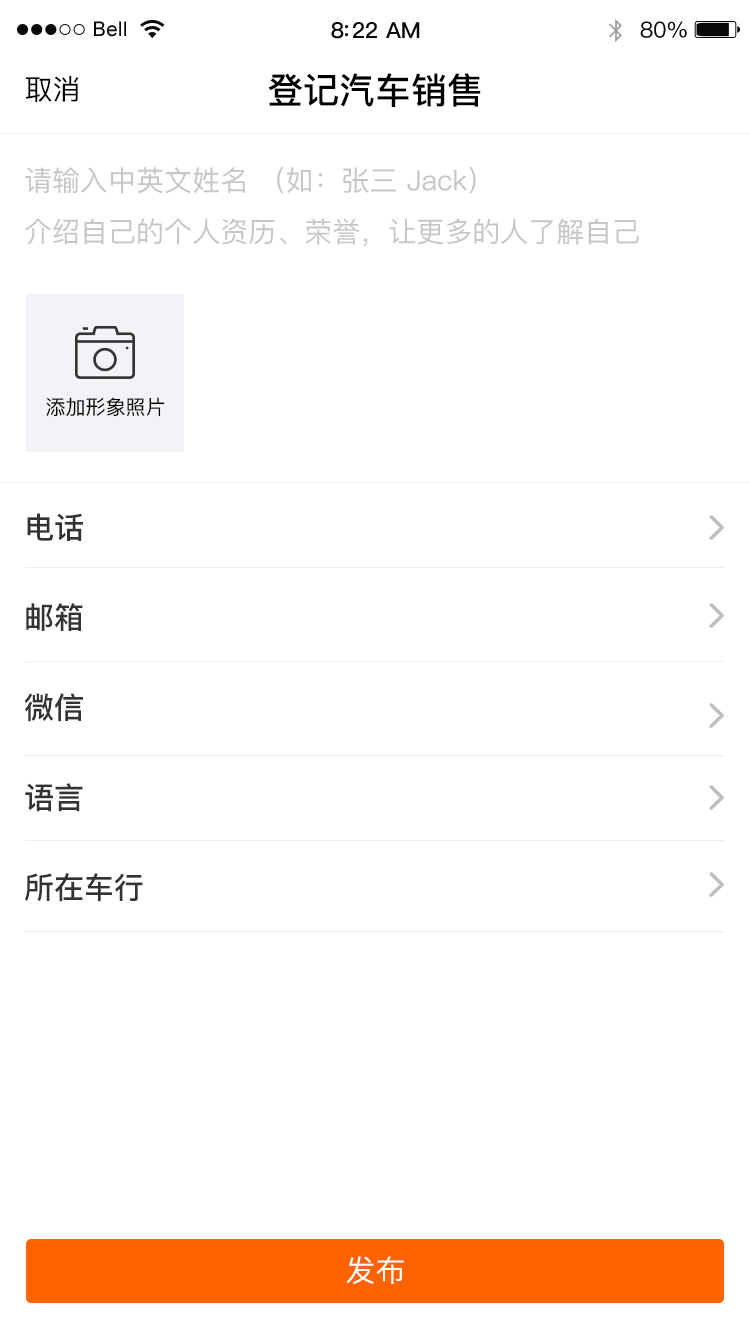 Bell 8:22 AM 80%
取消 登记汽车销售
请输入中英文姓名 （如：张三 Jack）
介绍自己的个人资历、荣誉，让更多的人了解自己
添加形象照片
电话
邮箱
微信
语言
所在车行
发布